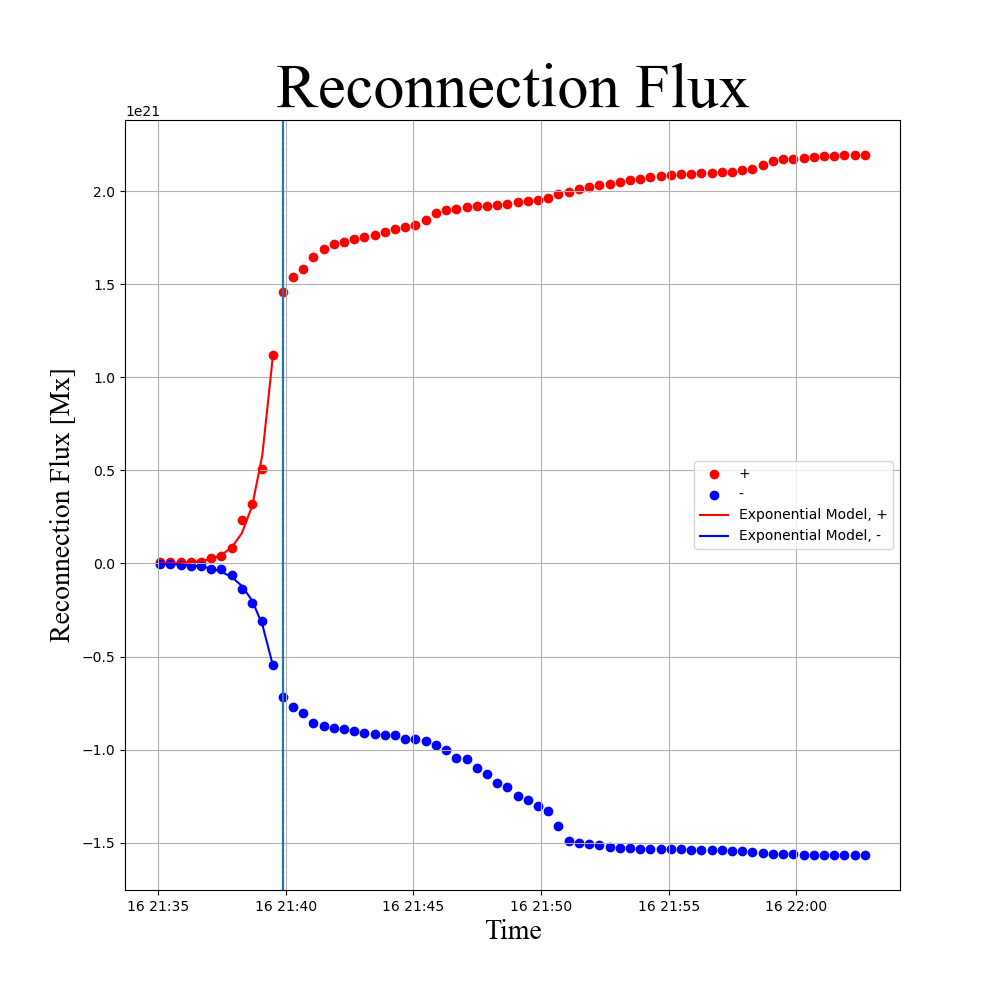 Reconnection Flux
1e21
2.0
1.5
1.0
0.5
0.0
−0.5
−1.0
−1.5
Reconnection Flux [Mx]
+
-
Exponential Model, +
Exponential Model, -
16 21:35 16 21:40 16 21:45 16 21:50 16 21:55 16 22:00
Time